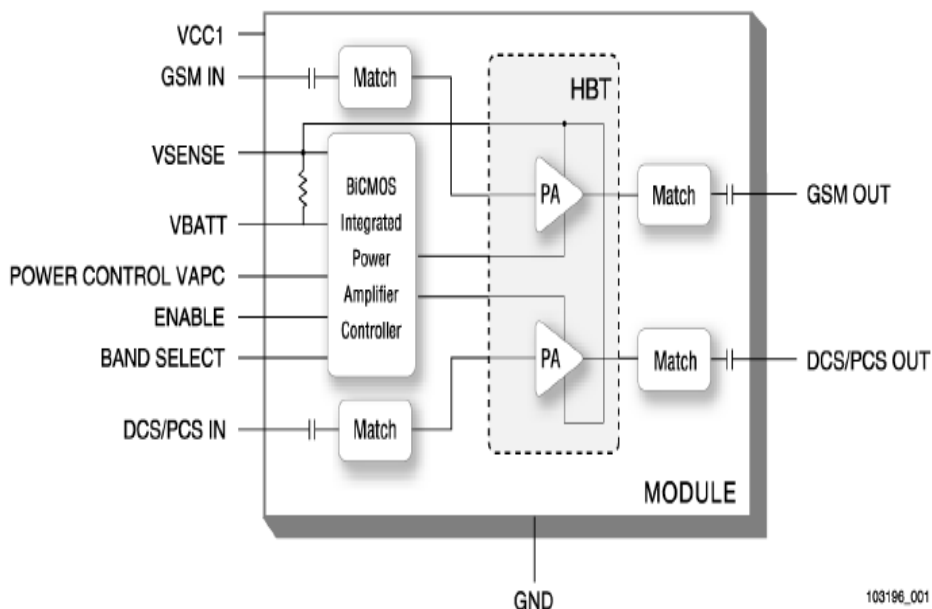 VCC1
GSM IN
Match
HBT
VSENSE
BiCMOS
Integrated
Power
Amplifier
Controller
PA
Match
GSM OUT
VBATT
POWER CONTROL VAPC
ENABLE
BAND SELECT
PA
Match
DCS/PCS OUT
DCS/PCS IN
Match
MODULE
GND
103196_001